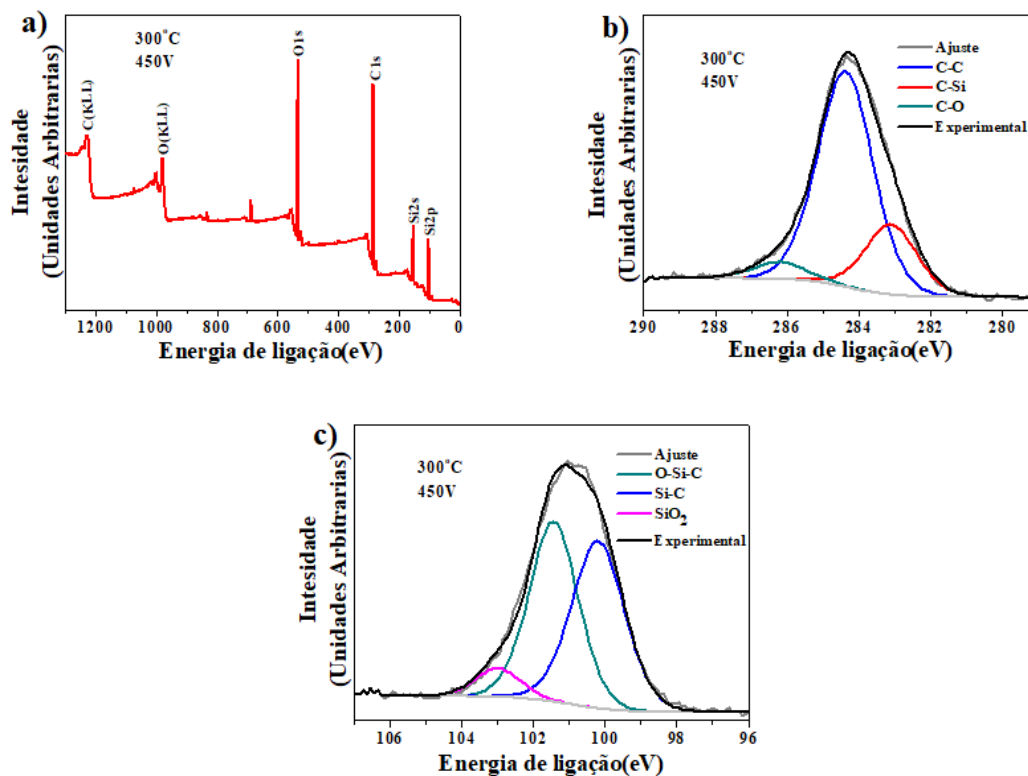 a)
300°C
450V
C(KLL)
O(KLL)
O1s
C1s
Si2s
Si2p
Intesidade
(Unidades Arbitrarias)
1200 1000 800 600 400 200 0
Energia de ligação(eV)
b)
300°C
450V
Ajuste
C-C
C-Si
C-O
Experimental
Intesidade
(Unidades Arbitrarias)
290 288 286 284 282 280
Energia de ligação(eV)
c)
300°C
450V
Ajuste
O-Si-C
Si-C
SiO2
Experimental
Intesidade
(Unidades Arbitrarias)
106 104 102 100 98 96
Energia de ligação(eV)